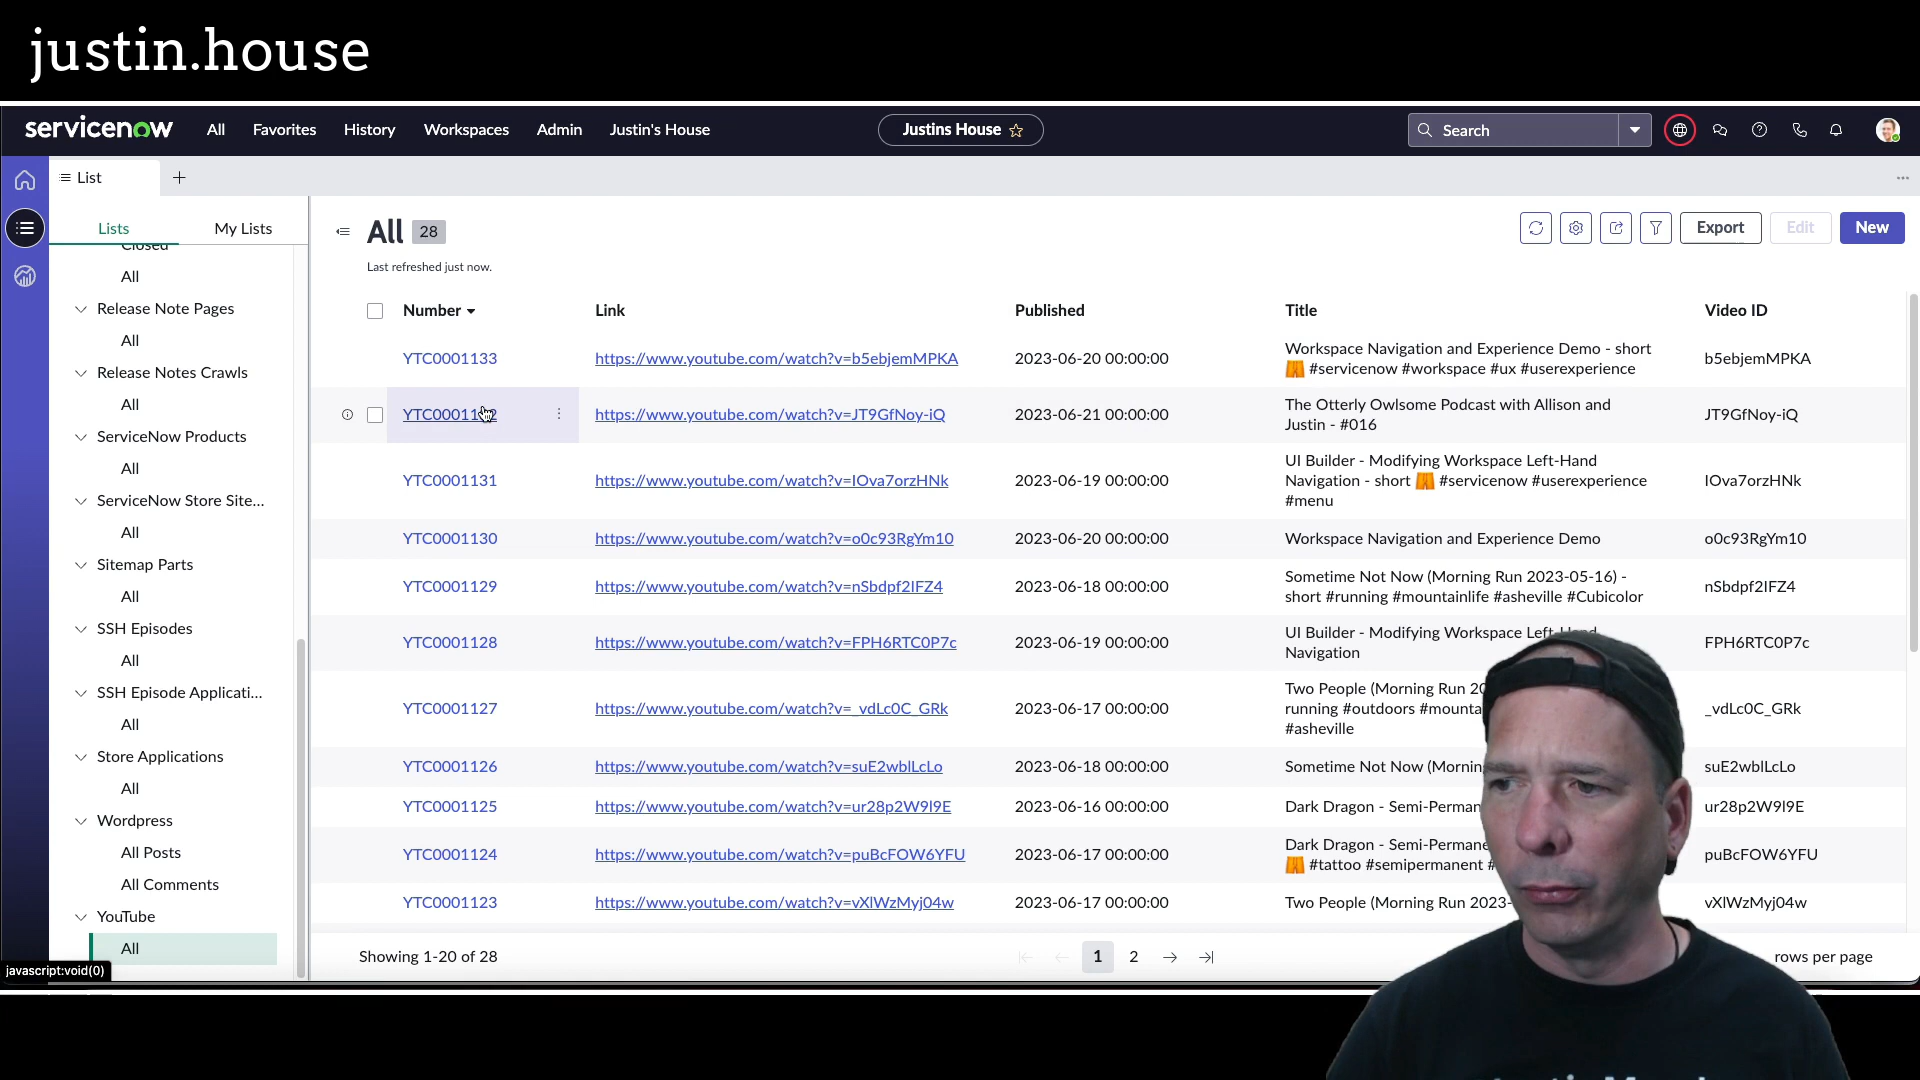 justin.house
servicenow
All
Favorites
History
Workspaces
Admin
Justin's House
Justins House
Search
List
Lists
My Lists
Closed
All
Release Note Pages
All
Release Notes Crawls
All
ServiceNow Products
All
ServiceNow Store Site...
All
Sitemap Parts
All
SSH Episodes
All
SSH Episode Applicati...
All
Store Applications
All
Wordpress
All Posts
All Comments
YouTube
All
javascript:void(0)
All 28
Last refreshed just now.
Export
Edit
New
Number Link Published Title Video ID
YTC0001133 https://www.youtube.com/watch?v=b5ebjemMPKA 2023-06-20 00:00:00 Workspace Navigation and Experience Demo - short
🩳 #servicenow #workspace #ux #userexperience
b5ebjemMPKA
https://www.youtube.com/watch?v=JT9GfNoy-iQ 2023-06-21 00:00:00 The Otterly Owlsome Podcast with Allison and
Justin - #016
JT9GfNoy-iQ
YTC0001131 https://www.youtube.com/watch?v=IOva7orzHNk 2023-06-19 00:00:00 UI Builder - Modifying Workspace Left-Hand
Navigation - short 🩳 #servicenow #userexperience
#menu
IOva7orzHNk
YTC0001130 https://www.youtube.com/watch?v=o0c93RgYm10 2023-06-20 00:00:00 Workspace Navigation and Experience Demo o0c93RgYm10
YTC0001129 https://www.youtube.com/watch?v=nSbdpf2IFZ4 2023-06-18 00:00:00 Sometime Not Now (Morning Run 2023-05-16) -
short #running #mountainlife #asheville #Cubicolor
nSbdpf2IFZ4
YTC0001128 https://www.youtube.com/watch?v=FPH6RTC0P7c 2023-06-19 00:00:00 UI Builder - Modifying Workspace Left-Hand
Navigation
FPH6RTC0P7c
YTC0001127 https://www.youtube.com/watch?v=_vdLc0C_GRk 2023-06-17 00:00:00 Two People (Morning Run
running #outdoors
#asheville
_vdLc0C_GRk
YTC0001126 https://www.youtube.com/watch?v=suE2wblLcLo 2023-06-18 00:00:00 Sometime Not Now suE2wblLcLo
YTC0001125 https://www.youtube.com/watch?v=ur28p2W9I9E 2023-06-16 00:00:00 Dark Dragon - ur28p2W9I9E
YTC0001124 https://www.youtube.com/watch?v=puBcFOW6YFU 2023-06-17 00:00:00 Dark Dragon -
🩳 #tattoo #semipermanent
puBcFOW6YFU
YTC0001123 https://www.youtube.com/watch?v=vXlWzMyj04w 2023-06-17 00:00:00 Two People (Morning Run vXlWzMyj04w
Showing 1-20 of 28 1 2 rows per page